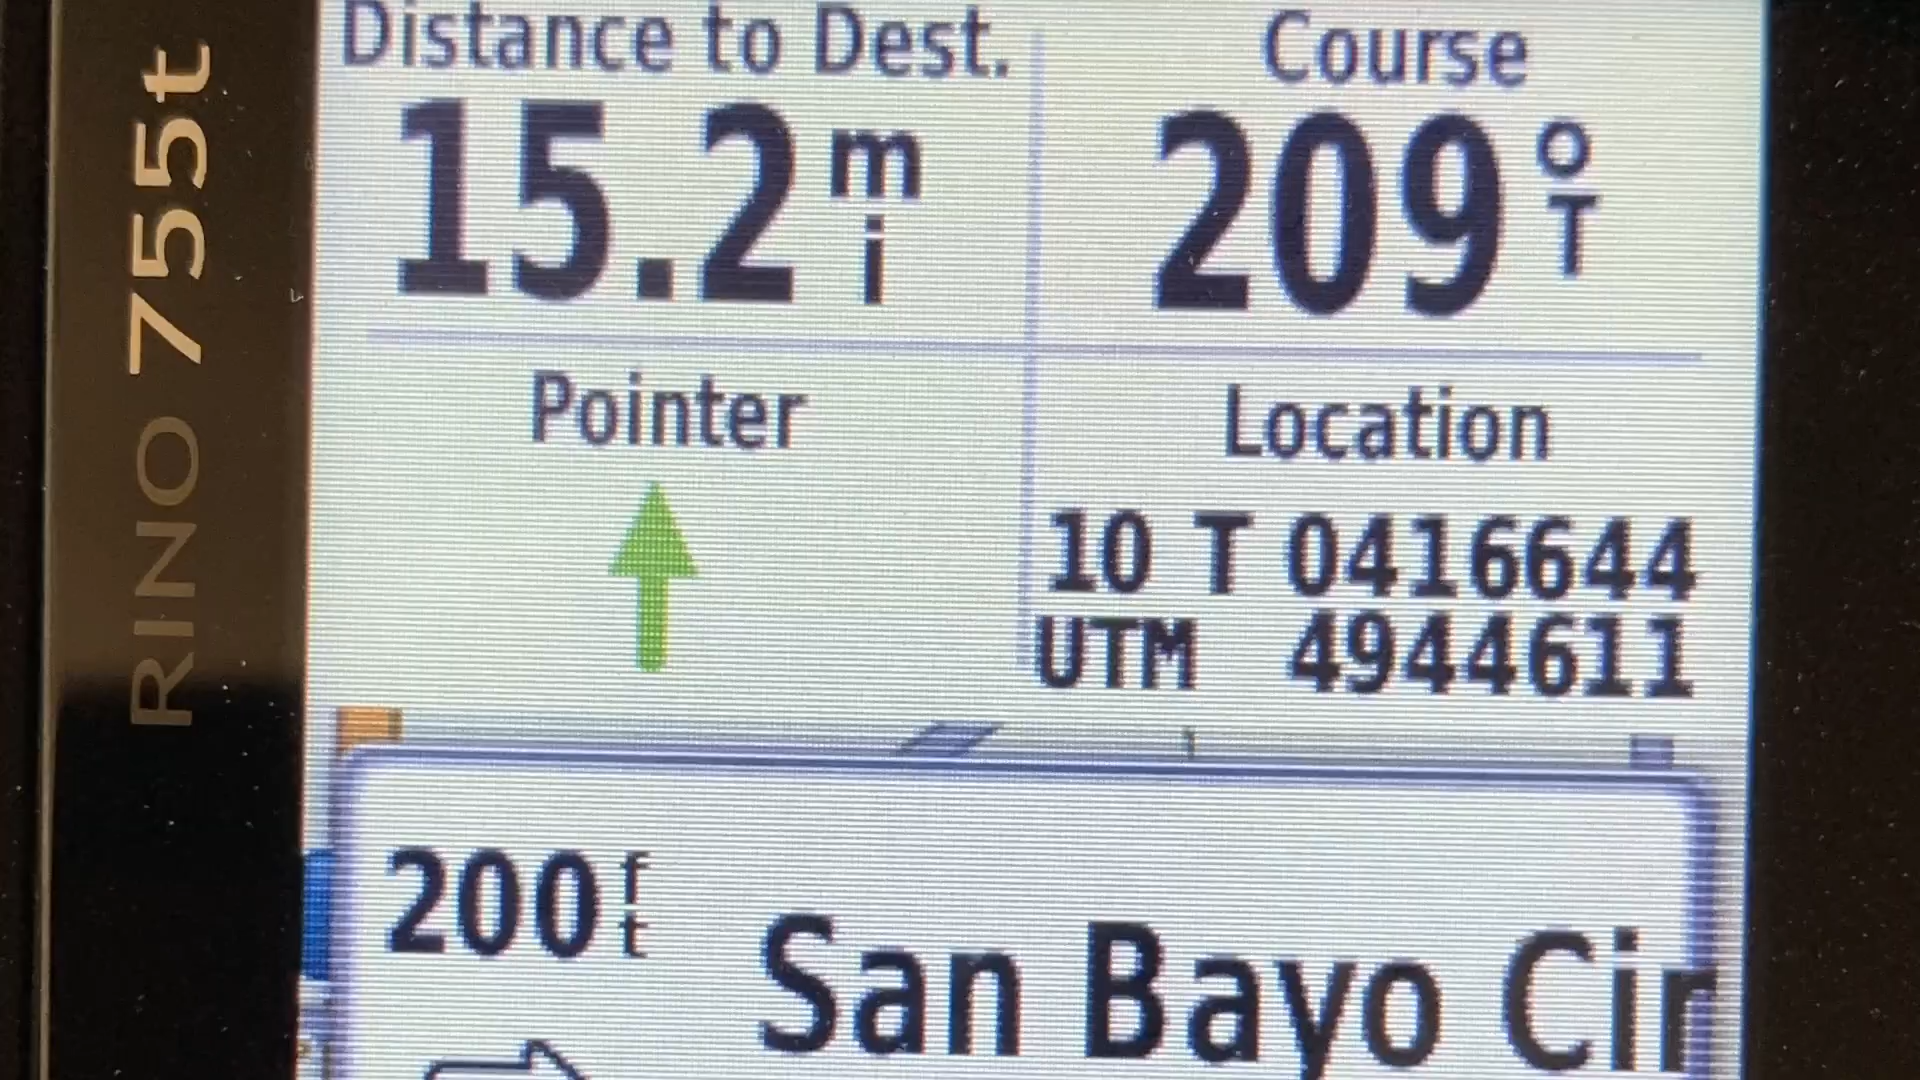 RINO 755t
Distance to Dest.
15.2 mi
Course
209°T
Pointer
Location
10 T 0416644
UTM 4944611
200 ft
San Bayo Cir